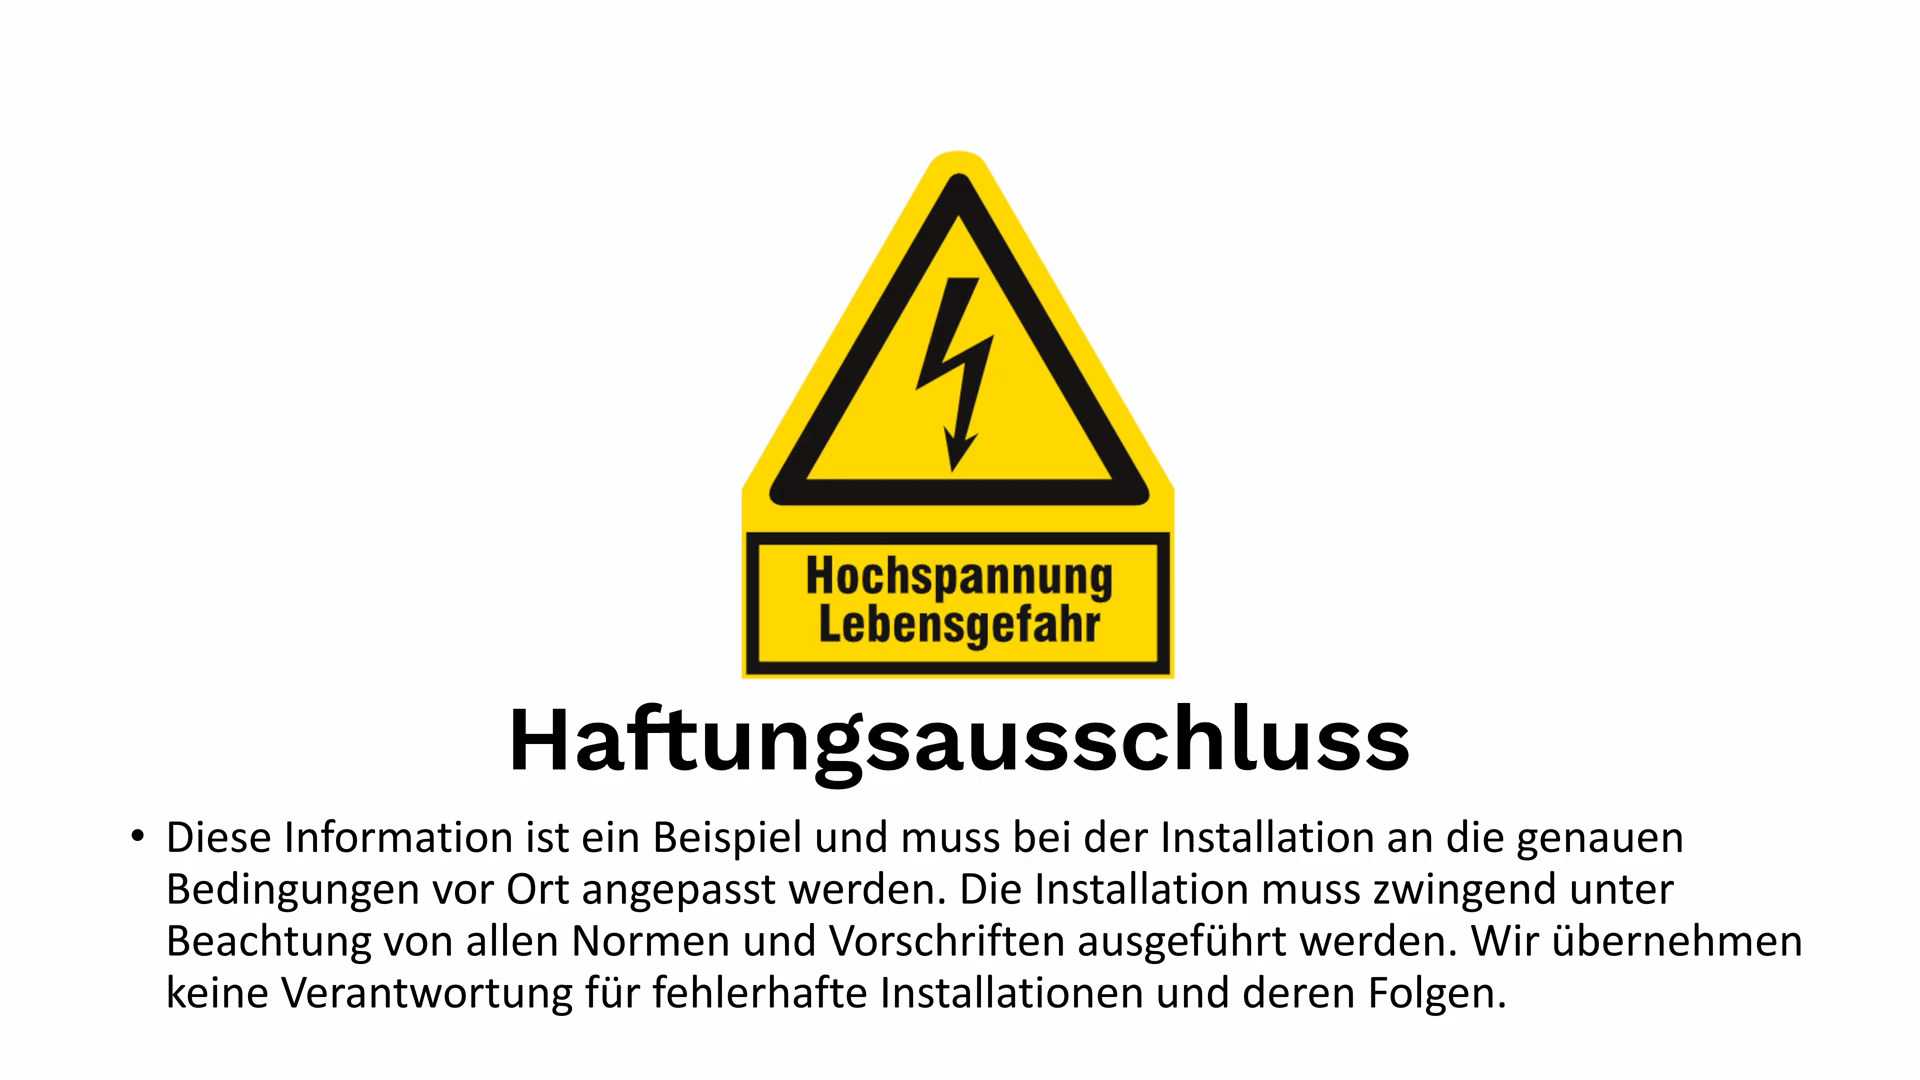 Hochspannung
Lebensgefahr
Haftungsausschluss
• Diese Information ist ein Beispiel und muss bei der Installation an die genauen
Bedingungen vor Ort angepasst werden. Die Installation muss zwingend unter
Beachtung von allen Normen und Vorschriften ausgeführt werden. Wir übernehmen
keine Verantwortung für fehlerhafte Installationen und deren Folgen.